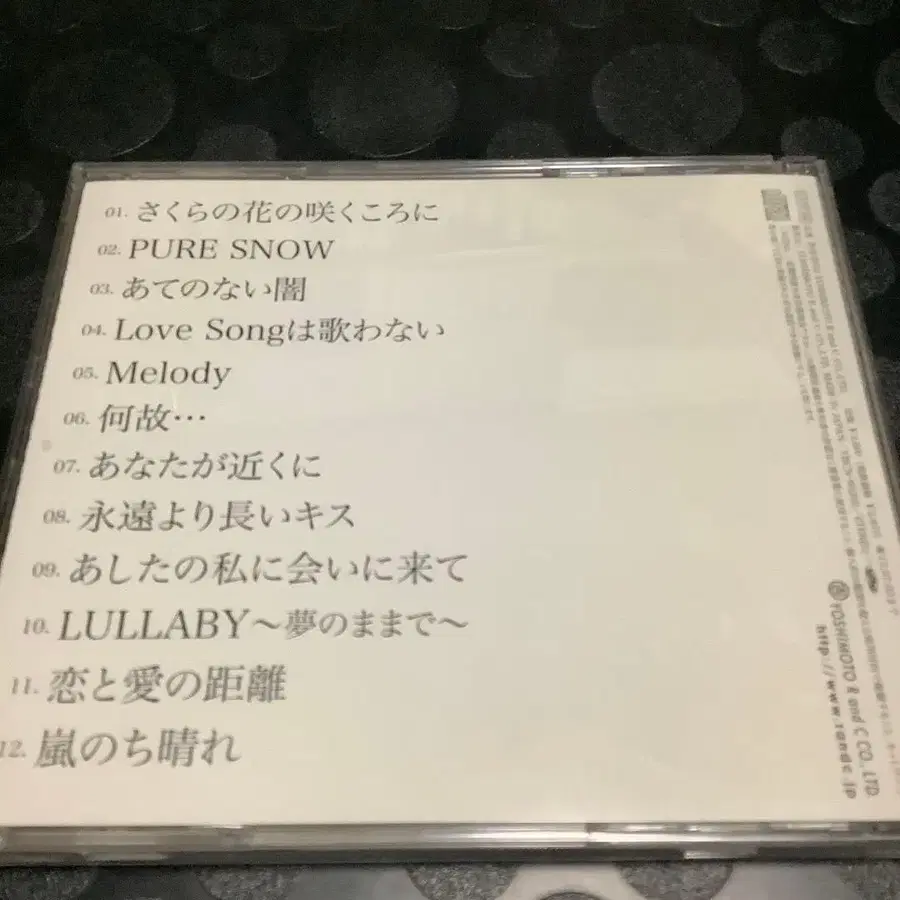 01. さくらの花の咲くころに
02. PURE SNOW
03. あてのない闇
04. Love Songは歌わない
05. Melody
06. 何故…
07. あなたが近くに
08. 永遠より長いキス
09. あしたの私に会いに来て
10. LULLABY〜夢のままで〜
11. 恋と愛の距離
12. 嵐のち晴れ
YOSHIMOTO R and C CO., LTD.
http://www.randc.jp